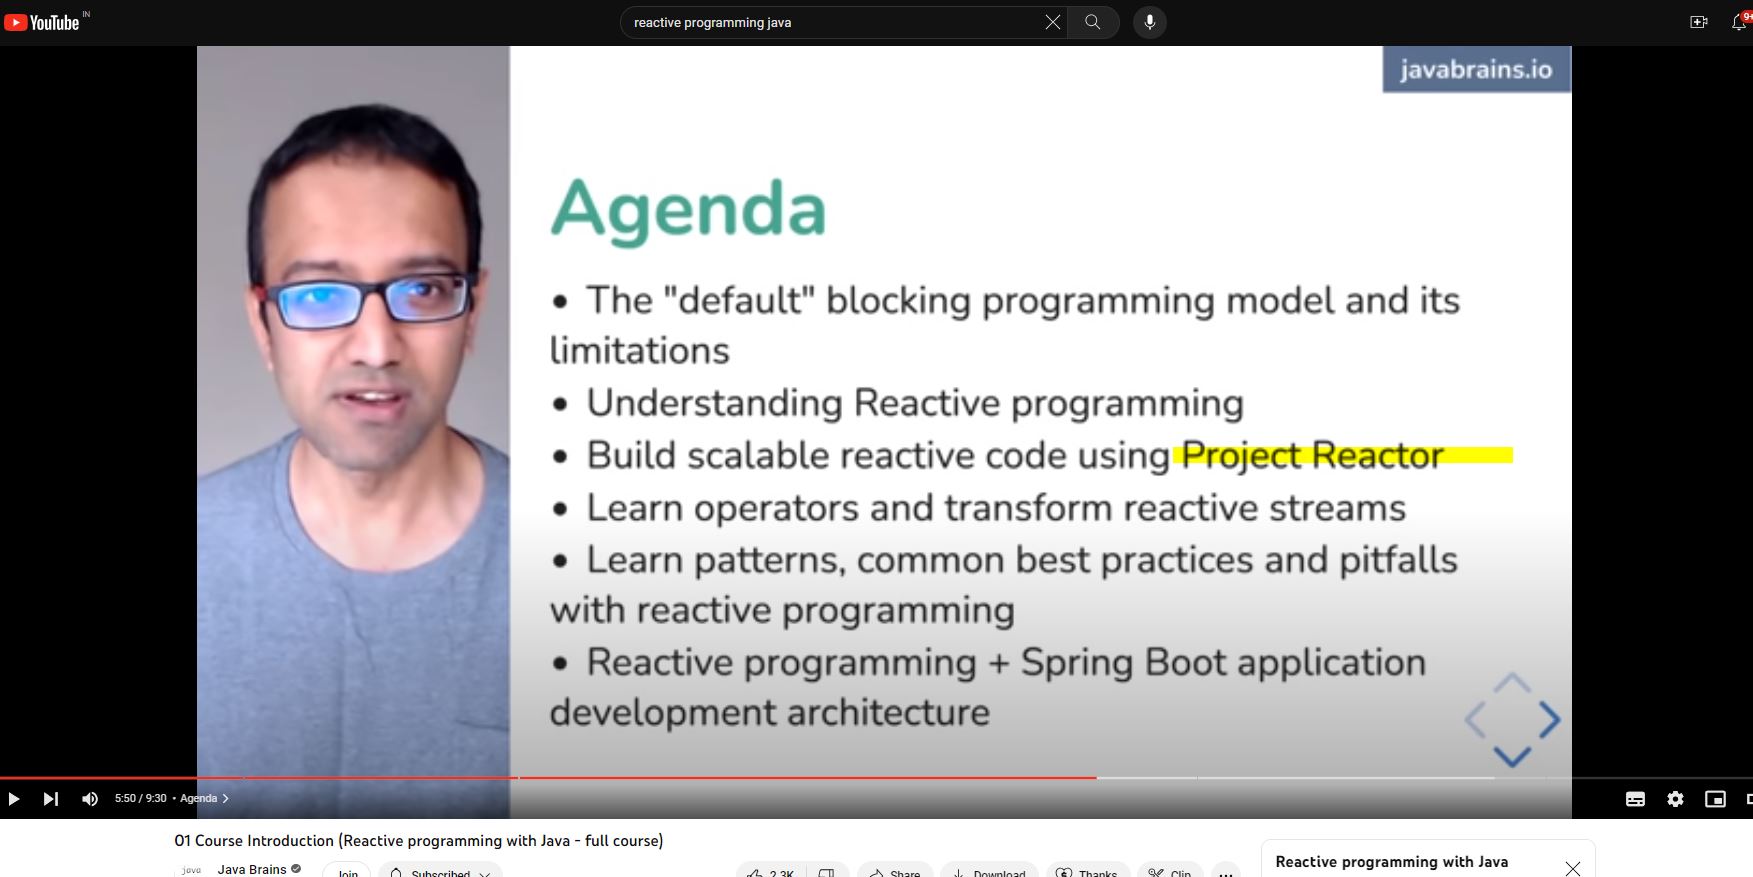 YouTube IN
reactive programming java
9+
javabrains.io
Agenda
• The "default" blocking programming model and its
limitations
• Understanding Reactive programming
• Build scalable reactive code using Project Reactor
• Learn operators and transform reactive streams
• Learn patterns, common best practices and pitfalls
with reactive programming
• Reactive programming + Spring Boot application
development architecture
5:50 / 9:30 • Agenda
01 Course Introduction (Reactive programming with Java - full course)
java
Java Brains
Join
Subscribed
2.3K
Share
Download
Thanks
Clip
Reactive programming with Java